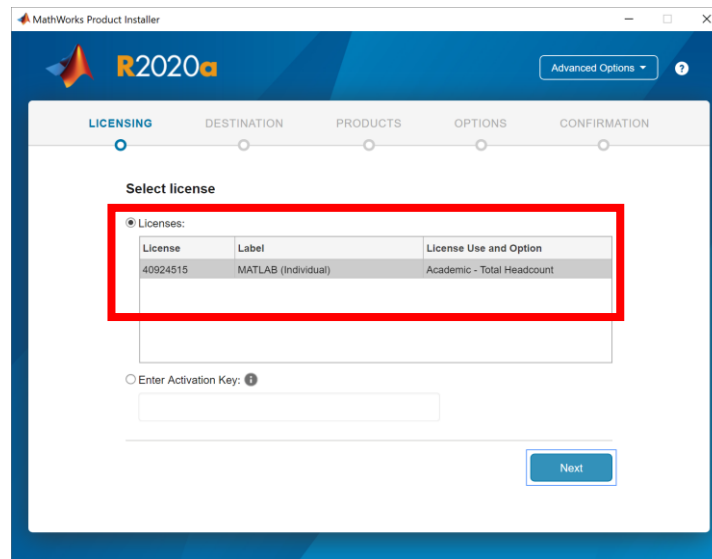 MathWorks Product Installer
R2020a
Advanced Options
?
LICENSING DESTINATION PRODUCTS OPTIONS CONFIRMATION
Select license
Licenses:
License Label License Use and Option
40924515 MATLAB (Individual) Academic - Total Headcount
Enter Activation Key: i
Next